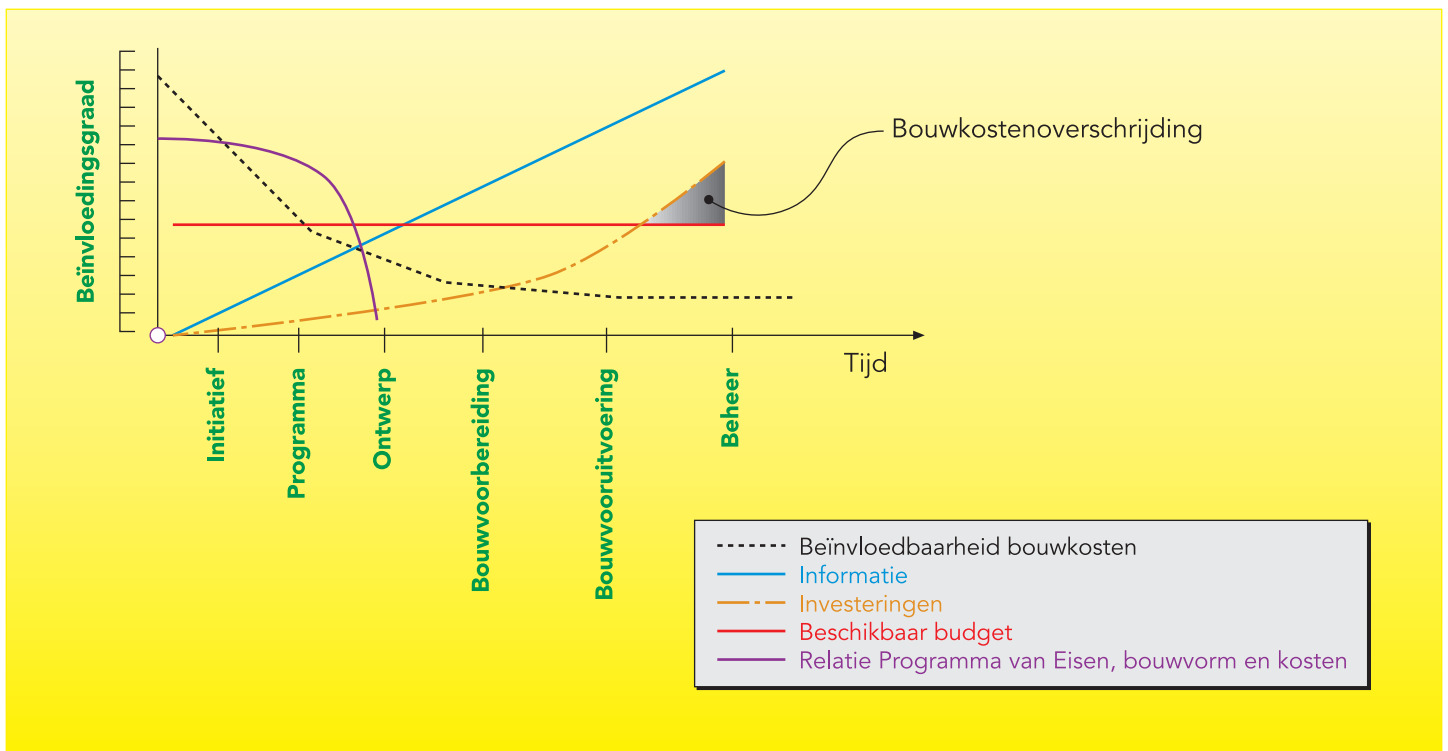 Beïnvloedingsgraad
Bouwkostenoverschrijding
Tijd
Initiatief
Programma
Ontwerp
Bouwvoorbereiding
Bouwvooruitvoering
Beheer
Beïnvloedbaarheid bouwkosten
Informatie
Investeringen
Beschikbaar budget
Relatie Programma van Eisen, bouwvorm en kosten